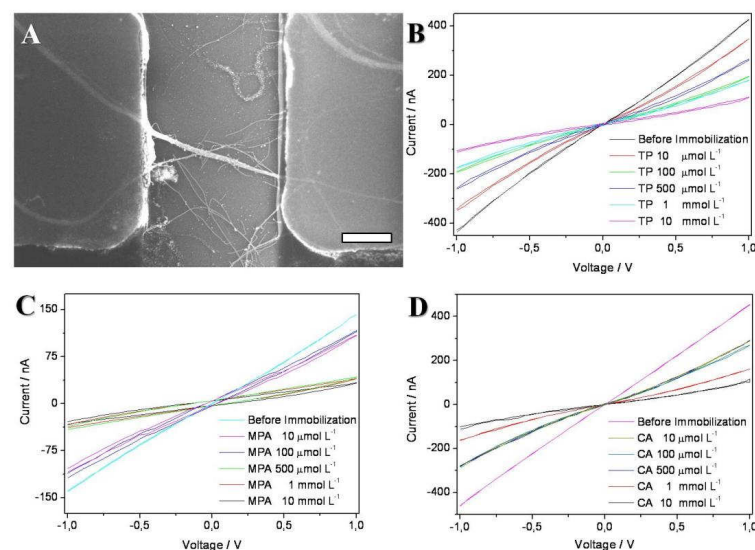 A
B
400
200
0
-200
-400
Current / nA
-1,0 -0,5 0,0 0,5 1,0
Voltage / V
Before Immobilization
TP 10 μmol L⁻¹
TP 100 μmol L⁻¹
TP 500 μmol L⁻¹
TP 1 mmol L⁻¹
TP 10 mmol L⁻¹
C
150
75
0
-75
-150
Current / nA
-1,0 -0,5 0,0 0,5 1,0
Voltage / V
Before Immobilization
MPA 10 μmol L⁻¹
MPA 100 μmol L⁻¹
MPA 500 μmol L⁻¹
MPA 1 mmol L⁻¹
MPA 10 mmol L⁻¹
D
400
200
0
-200
-400
Current / nA
-1,0 -0,5 0,0 0,5 1,0
Voltage / V
Before Immobilization
CA 10 μmol L⁻¹
CA 100 μmol L⁻¹
CA 500 μmol L⁻¹
CA 1 mmol L⁻¹
CA 10 mmol L⁻¹